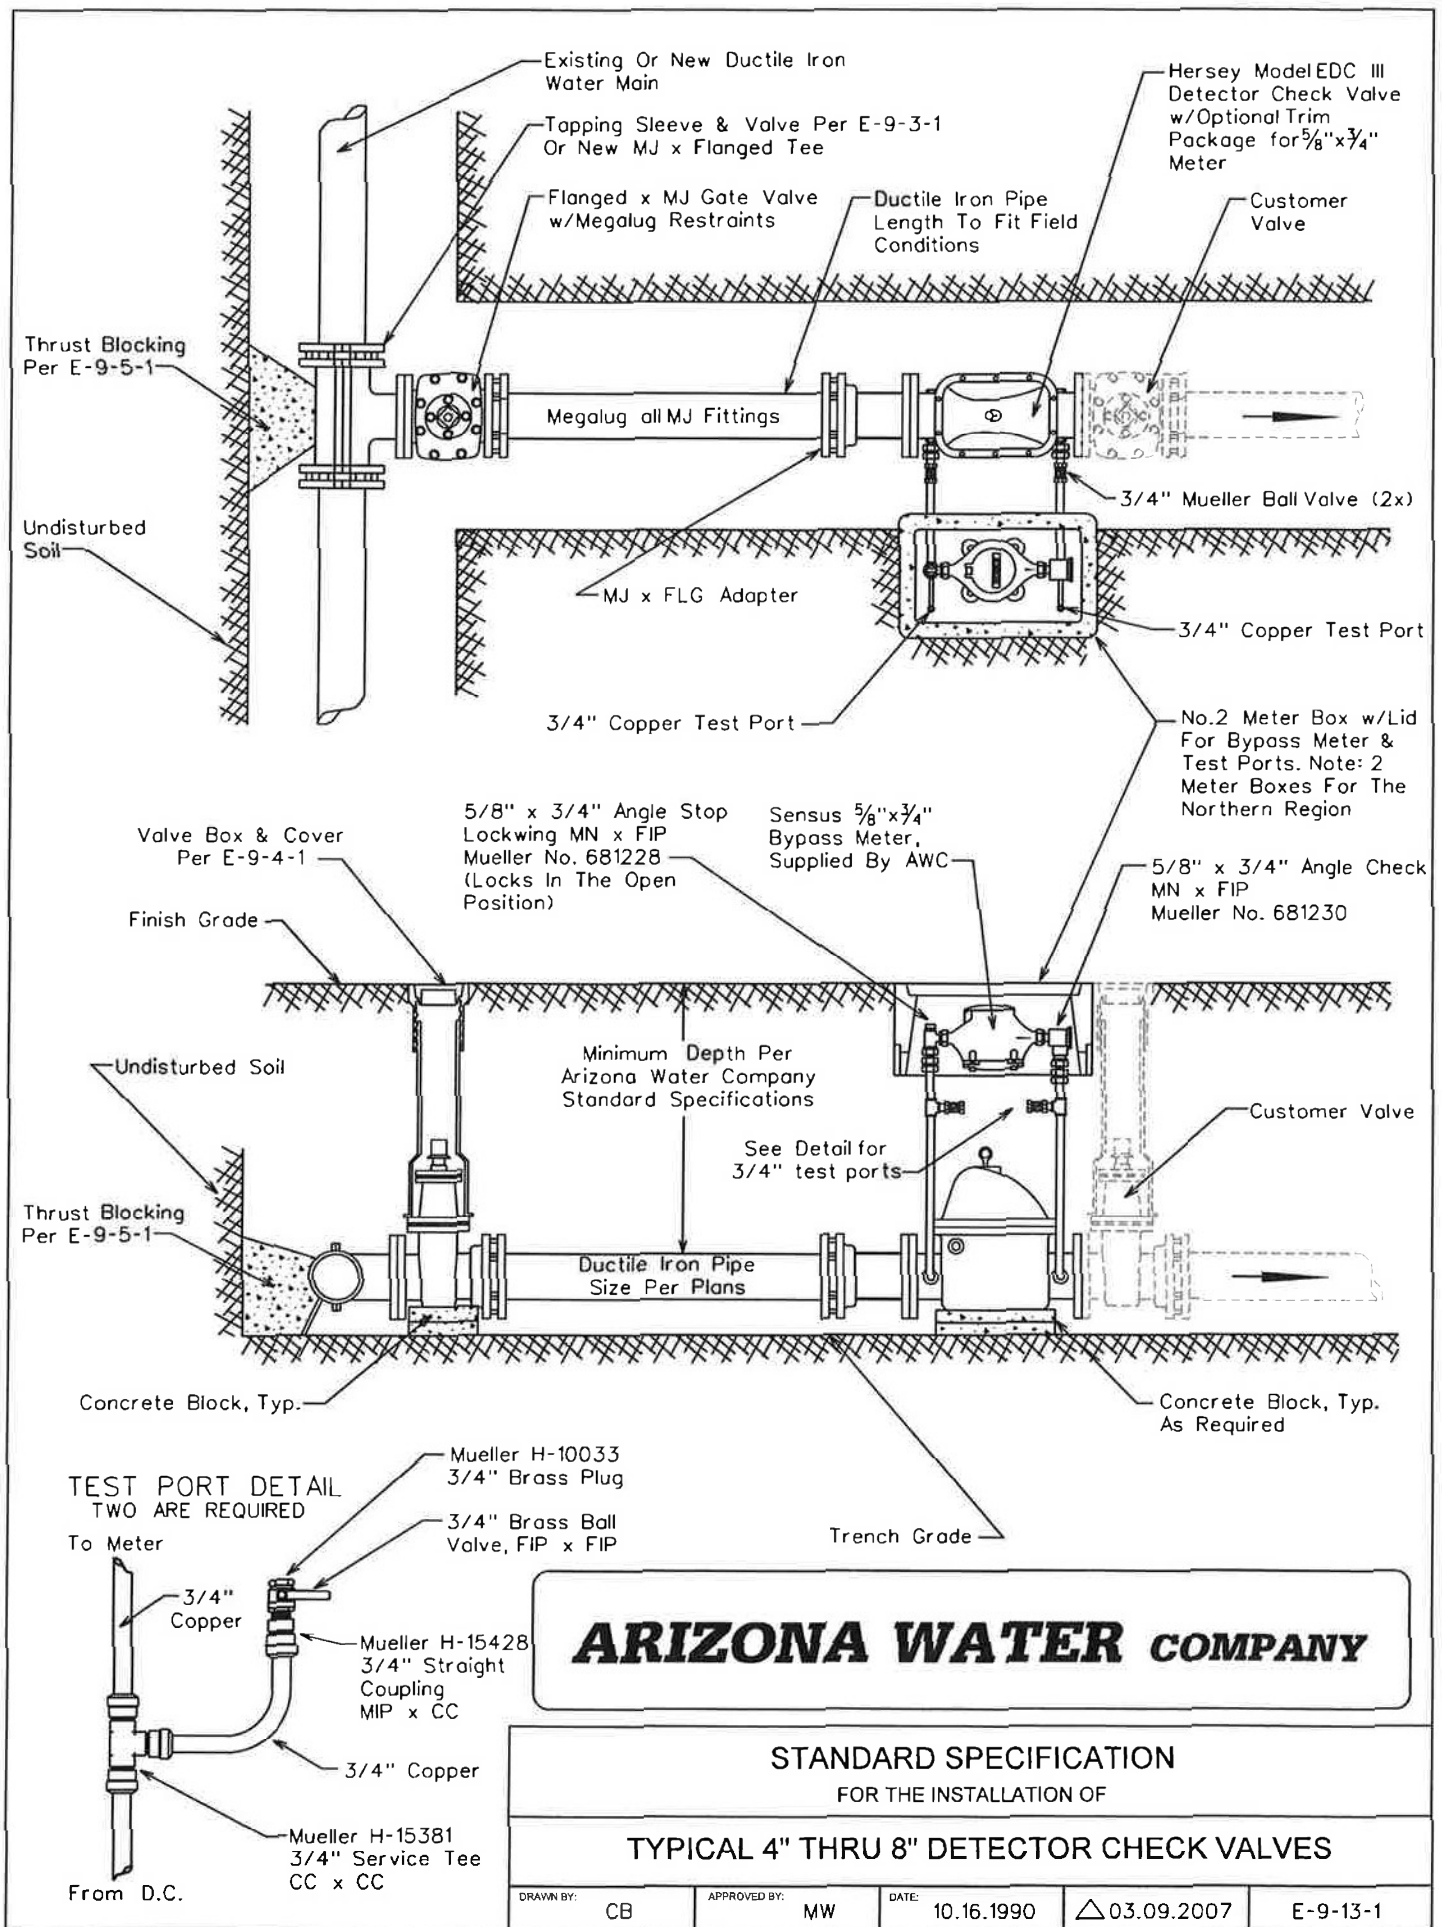 Existing Or New Ductile Iron
Water Main
Tapping Sleeve & Valve Per E-9-3-1
Or New MJ x Flanged Tee
Flanged x MJ Gate Valve
w/Megalug Restraints
Ductile Iron Pipe
Length To Fit Field
Conditions
Hersey Model EDC III
Detector Check Valve
w/Optional Trim
Package for 5/8"x3/4"
Meter
Customer
Valve
Thrust Blocking
Per E-9-5-1
Megalug all MJ Fittings
3/4" Mueller Ball Valve (2x)
Undisturbed
Soil
MJ x FLG Adapter
3/4" Copper Test Port
3/4" Copper Test Port
No.2 Meter Box w/Lid
For Bypass Meter &
Test Ports. Note: 2
Meter Boxes For The
Northern Region
Valve Box & Cover
Per E-9-4-1
5/8" x 3/4" Angle Stop
Lockwing MN x FIP
Mueller No. 681228
(Locks In The Open
Position)
Sensus 5/8"x3/4"
Bypass Meter,
Supplied By AWC
5/8" x 3/4" Angle Check
MN x FIP
Mueller No. 681230
Finish Grade
Undisturbed Soil
Minimum Depth Per
Arizona Water Company
Standard Specifications
See Detail for
3/4" test ports
Customer Valve
Thrust Blocking
Per E-9-5-1
Ductile Iron Pipe
Size Per Plans
Concrete Block, Typ.
Concrete Block, Typ.
As Required
Trench Grade
TEST PORT DETAIL
TWO ARE REQUIRED
To Meter
Mueller H-10033
3/4" Brass Plug
3/4" Brass Ball
Valve, FIP x FIP
3/4"
Copper
Mueller H-15428
3/4" Straight
Coupling
MIP x CC
3/4" Copper
Mueller H-15381
3/4" Service Tee
CC x CC
From D.C.
ARIZONA WATER COMPANY
STANDARD SPECIFICATION
FOR THE INSTALLATION OF
TYPICAL 4" THRU 8" DETECTOR CHECK VALVES
DRAWN BY: CB
APPROVED BY: MW
DATE: 10.16.1990
03.09.2007
E-9-13-1